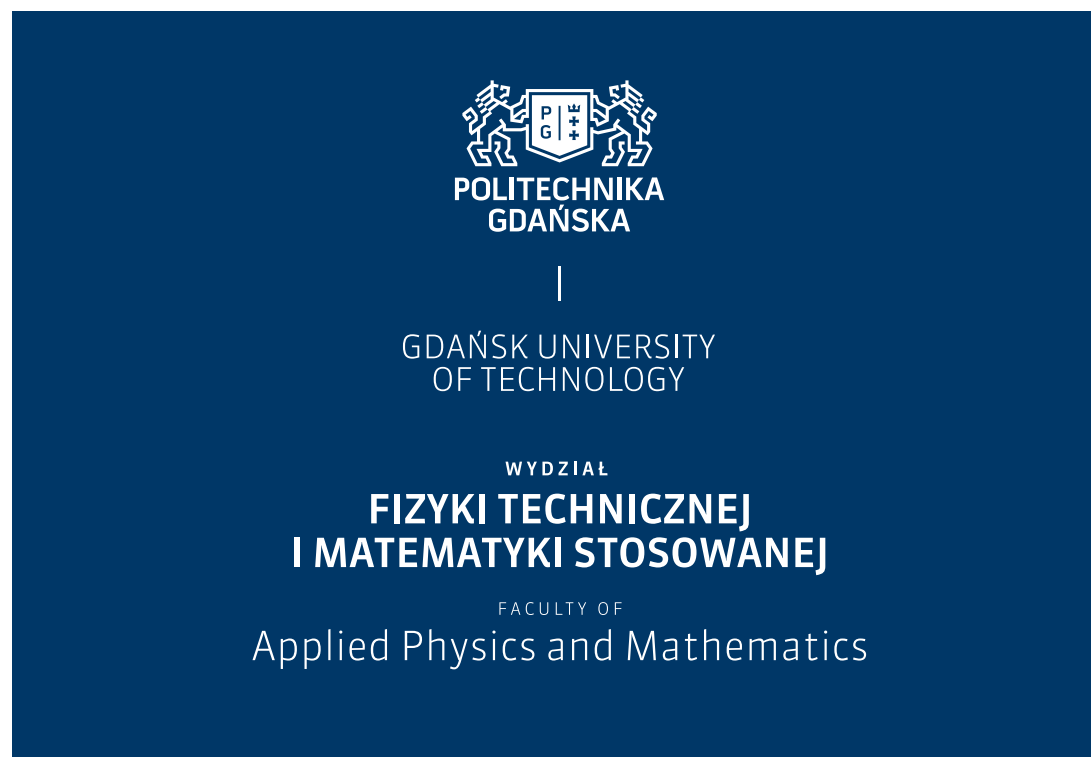 P
G
POLITECHNIKA
GDAŃSKA
GDAŃSK UNIVERSITY
OF TECHNOLOGY
WYDZIAŁ
FIZYKI TECHNICZNEJ
I MATEMATYKI STOSOWANEJ
FACULTY OF
Applied Physics and Mathematics